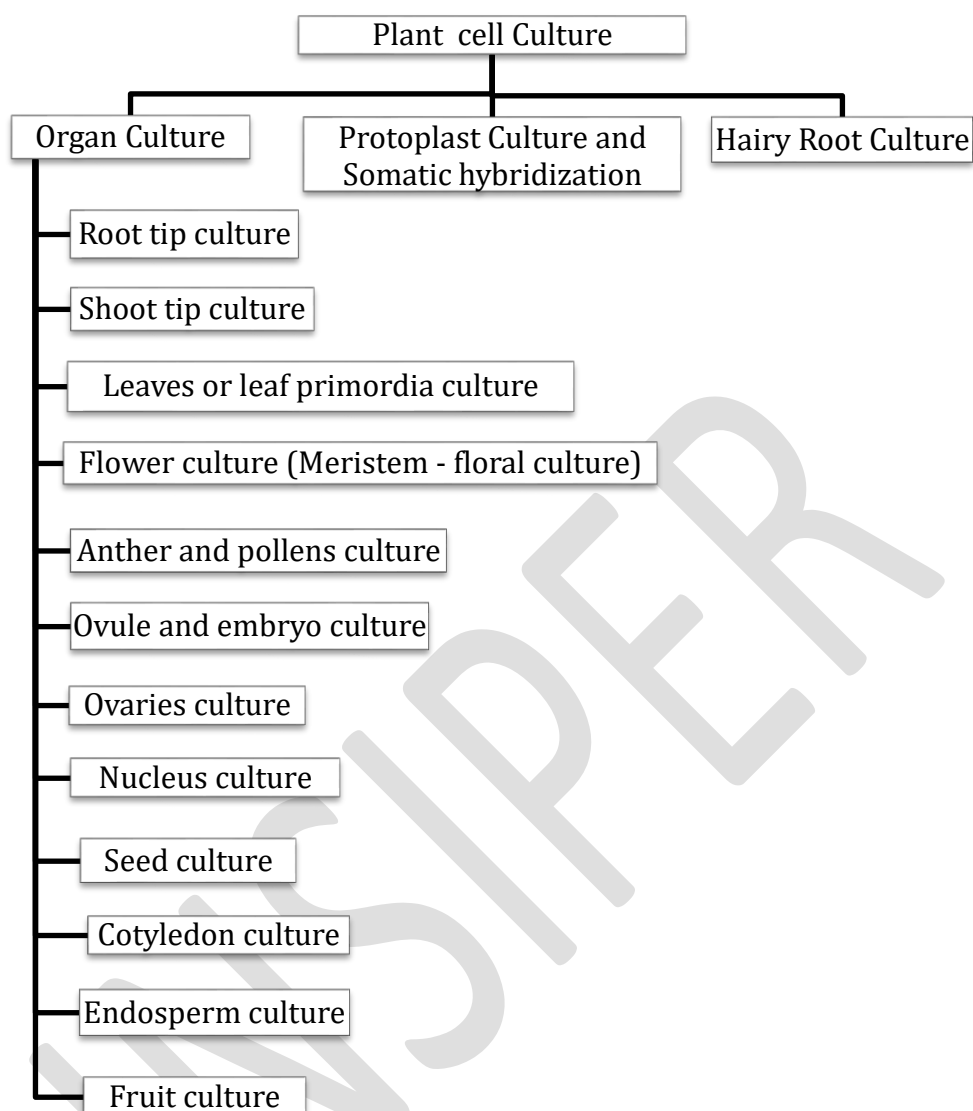 Plant cell Culture
Organ Culture
Protoplast Culture and
Somatic hybridization
Hairy Root Culture
Root tip culture
Shoot tip culture
Leaves or leaf primordia culture
Flower culture (Meristem - floral culture)
Anther and pollens culture
Ovule and embryo culture
Ovaries culture
Nucleus culture
Seed culture
Cotyledon culture
Endosperm culture
Fruit culture
INSIPER